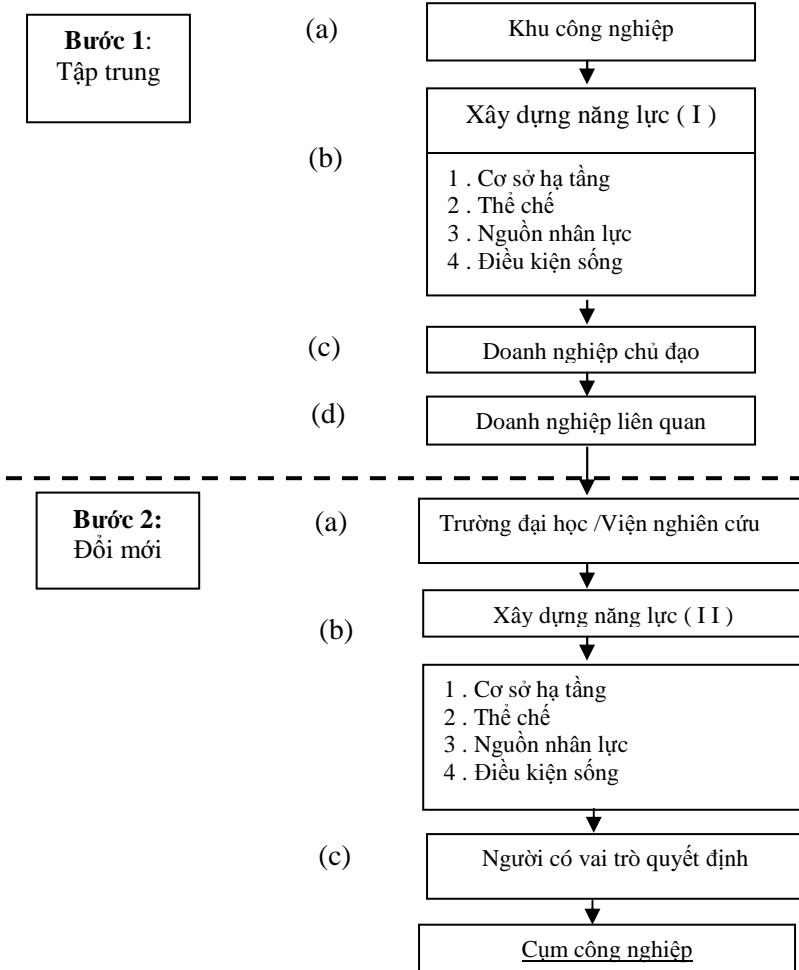 Bước 1:
Tập trung
(a)
Khu công nghiệp
(b)
Xây dựng năng lực ( I )
1 . Cơ sở hạ tầng
2 . Thể chế
3 . Nguồn nhân lực
4 . Điều kiện sống
(c)
Doanh nghiệp chủ đạo
(d)
Doanh nghiệp liên quan
Bước 2:
Đổi mới
(a)
Trường đại học /Viện nghiên cứu
(b)
Xây dựng năng lực ( I I )
1 . Cơ sở hạ tầng
2 . Thể chế
3 . Nguồn nhân lực
4 . Điều kiện sống
(c)
Người có vai trò quyết định
Cụm công nghiệp